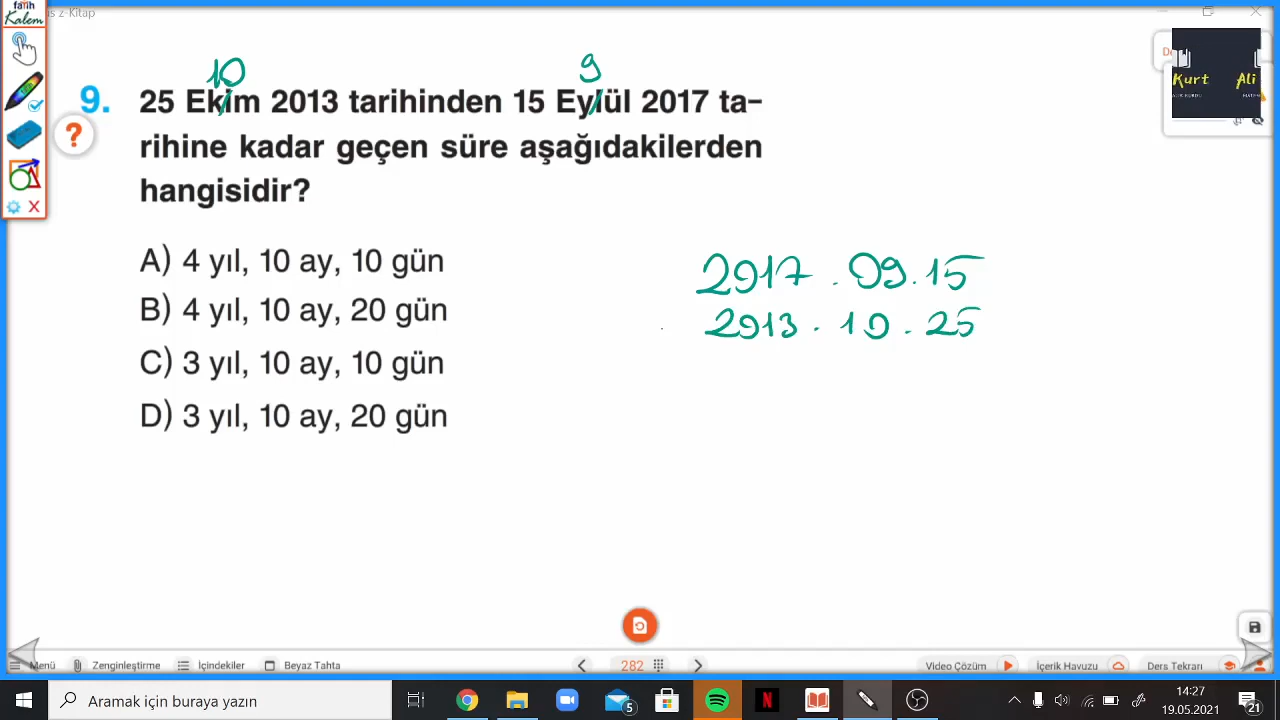 fatih
Kalem
z-Kitap
10
9
9. 25 Ekim 2013 tarihinden 15 Eylül 2017 ta-
rihine kadar geçen süre aşağıdakilerden
hangisidir?
?
A) 4 yıl, 10 ay, 10 gün
B) 4 yıl, 10 ay, 20 gün
C) 3 yıl, 10 ay, 10 gün
D) 3 yıl, 10 ay, 20 gün
2017 . 09 . 15
2013 . 10 . 25
Kurt Ali
Menü Zenginleştirme İçindekiler Beyaz Tahta 282 Video Çözüm İçerik Havuzu Ders Tekrarı
Aramak için buraya yazın
5
N
14:27
19.05.2021
21